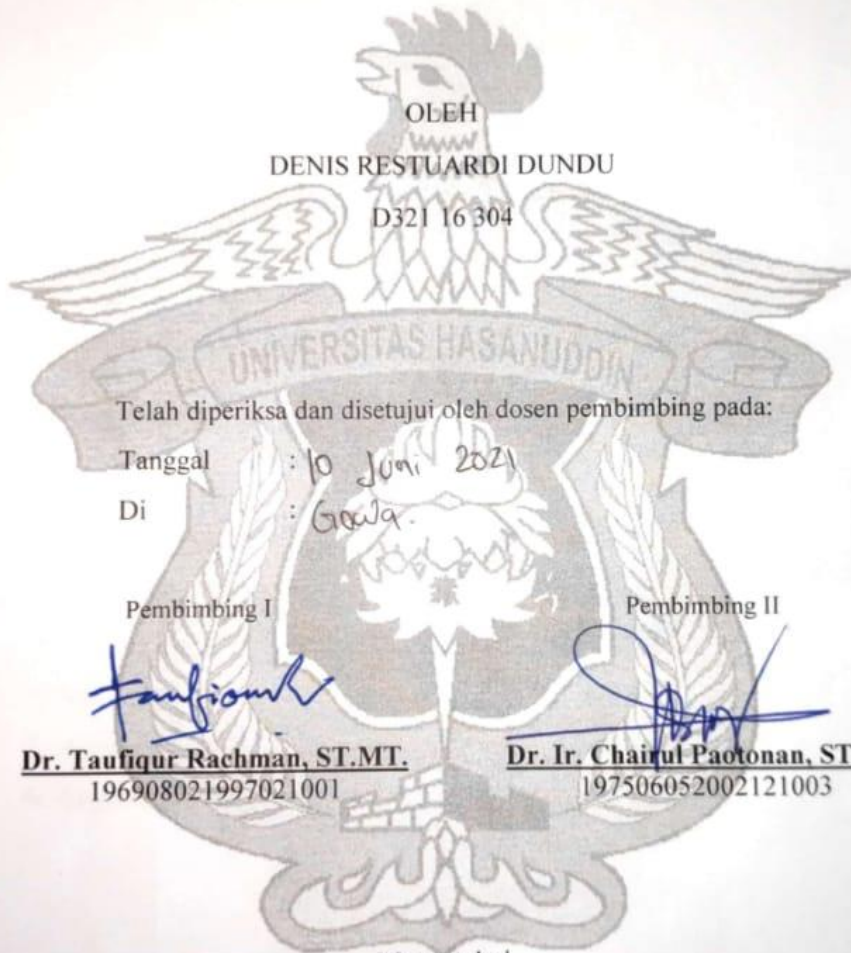 OLEH
DENIS RESTUARDI DUNDU
D321 16 304
UNIVERSITAS HASANUDDIN
Telah diperiksa dan disetujui oleh dosen pembimbing pada:
Tanggal : 10 Juni 2021
Di : Gowa.
Pembimbing I Pembimbing II
Dr. Taufiqur Rachman, ST.MT. Dr. Ir. Chairul Paotonan, ST
196908021997021001 197506052002121003